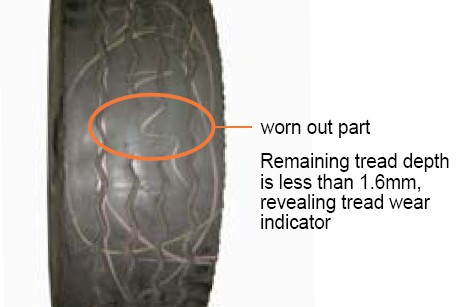 worn out part
Remaining tread depth
is less than 1.6mm,
revealing tread wear
indicator